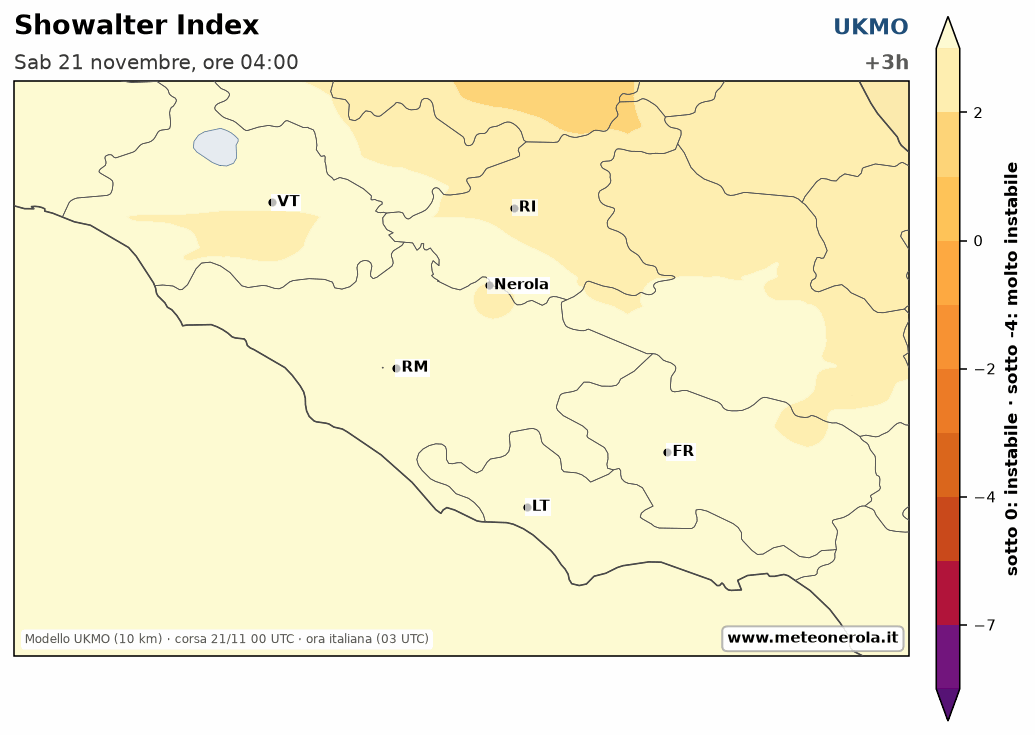 Showalter Index
UKMO
Sab 21 novembre, ore 04:00
+3h
VT
RI
Nerola
RM
FR
LT
Modello UKMO (10 km) · corsa 21/11 00 UTC · ora italiana (03 UTC)
www.meteonerola.it
2
0
−2
−4
−7
sotto 0: instabile · sotto -4: molto instabile